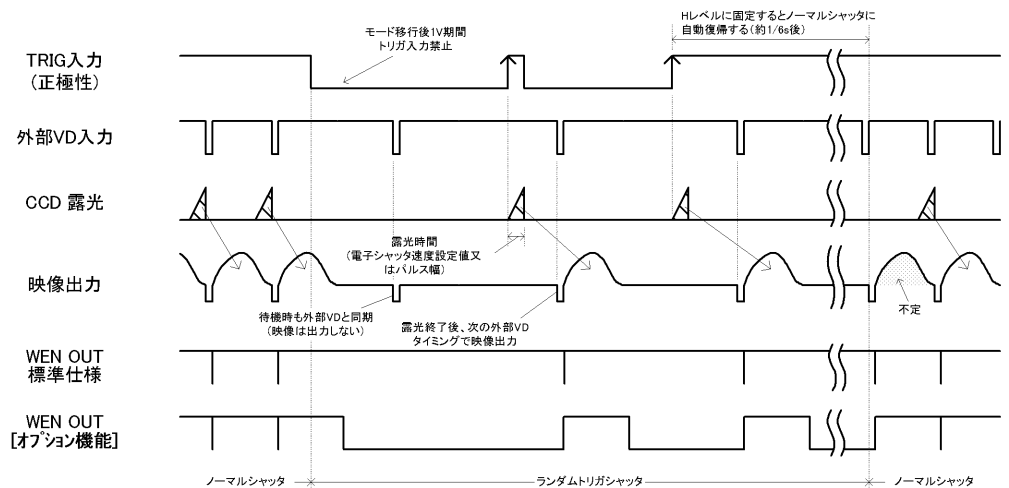 Hレベルに固定するとノーマルシャッタに
自動復帰する(約1/6s後)
モード移行後1V期間
トリガ入力禁止
TRIG入力
(正極性)
外部VD入力
CCD 露光
露光時間
(電子シャッタ速度設定値又
はパルス幅)
映像出力
待機時も外部VDと同期
(映像は出力しない)
露光終了後、次の外部VD
タイミングで映像出力
不定
WEN OUT
標準仕様
WEN OUT
[オプション機能]
ノーマルシャッタ
ランダムトリガシャッタ
ノーマルシャッタ